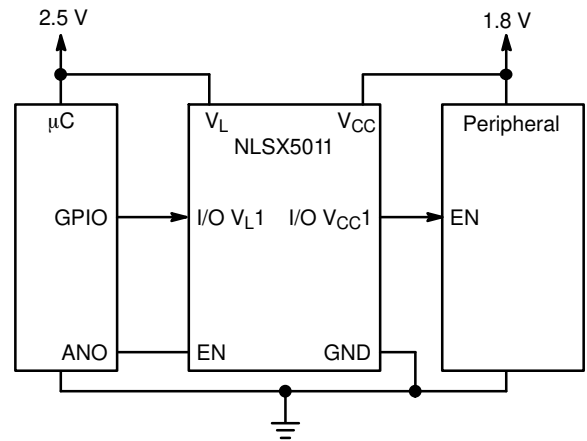 2.5 V
1.8 V
μC
V_L
V_CC
Peripheral
NLSX5011
GPIO
I/O V_L1
I/O V_CC1
EN
ANO
EN
GND